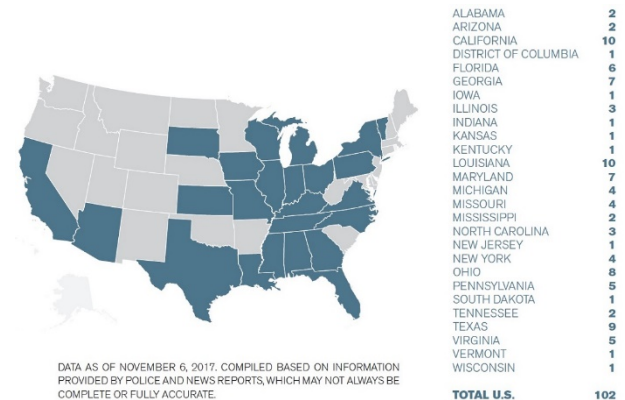 ALABAMA 2
ARIZONA 2
CALIFORNIA 10
DISTRICT OF COLUMBIA 1
FLORIDA 6
GEORGIA 7
IOWA 1
ILLINOIS 3
INDIANA 1
KANSAS 1
KENTUCKY 1
LOUISIANA 10
MARYLAND 7
MICHIGAN 4
MISSOURI 4
MISSISSIPPI 2
NORTH CAROLINA 3
NEW JERSEY 1
NEW YORK 4
OHIO 8
PENNSYLVANIA 5
SOUTH DAKOTA 1
TENNESSEE 2
TEXAS 9
VIRGINIA 5
VERMONT 1
WISCONSIN 1
TOTAL U.S. 102
DATA AS OF NOVEMBER 6, 2017. COMPILED BASED ON INFORMATION
PROVIDED BY POLICE AND NEWS REPORTS, WHICH MAY NOT ALWAYS BE
COMPLETE OR FULLY ACCURATE.